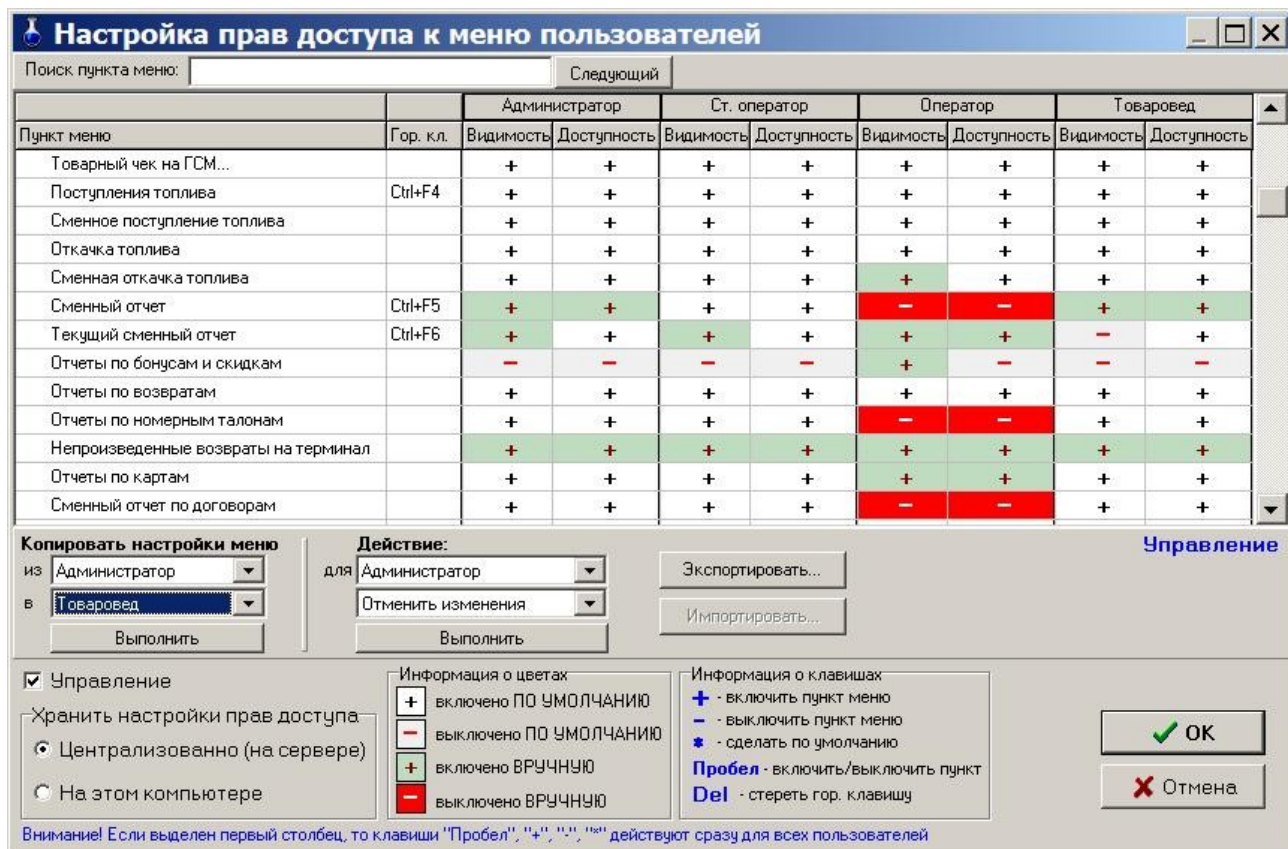 Настройка прав доступа к меню пользователей
Поиск пункта меню: Следующий
Администратор Ст. оператор Оператор Товаровед
Пункт меню Гор. кл. Видимость Доступность Видимость Доступность Видимость Доступность Видимость Доступность
Товарный чек на ГСМ... + + + + + + + +
Поступления топлива Ctrl+F4 + + + + + + + +
Сменное поступление топлива + + + + + + + +
Откачка топлива + + + + + + + +
Сменная откачка топлива + + + + + + + +
Сменный отчет Ctrl+F5 + + + + - - + +
Текущий сменный отчет Ctrl+F6 + + + + + + - +
Отчеты по бонусам и скидкам - - - - + - - -
Отчеты по возвратам + + + + + + + +
Отчеты по номерным талонам + + + + - - + +
Непроизведенные возвраты на терминал + + + + + + + +
Отчеты по картам + + + + + + + +
Сменный отчет по договорам + + + + - - + +
Копировать настройки меню Действие: Управление
из Администратор для Администратор Экспортировать...
в Товаровед Отменить изменения Импортировать...
Выполнить Выполнить
Управление
Хранить настройки прав доступа
Централизованно (на сервере)
На этом компьютере
Информация о цветах
+ включено ПО УМОЛЧАНИЮ
- выключено ПО УМОЛЧАНИЮ
+ включено ВРУЧНУЮ
- выключено ВРУЧНУЮ
Информация о клавишах
+ - включить пункт меню
- - выключить пункт меню
* - сделать по умолчанию
Пробел - включить/выключить пункт
Del - стереть гор. клавишу
OK
Отмена
Внимание! Если выделен первый столбец, то клавиши "Пробел", "+", "-", "*" действуют сразу для всех пользователей